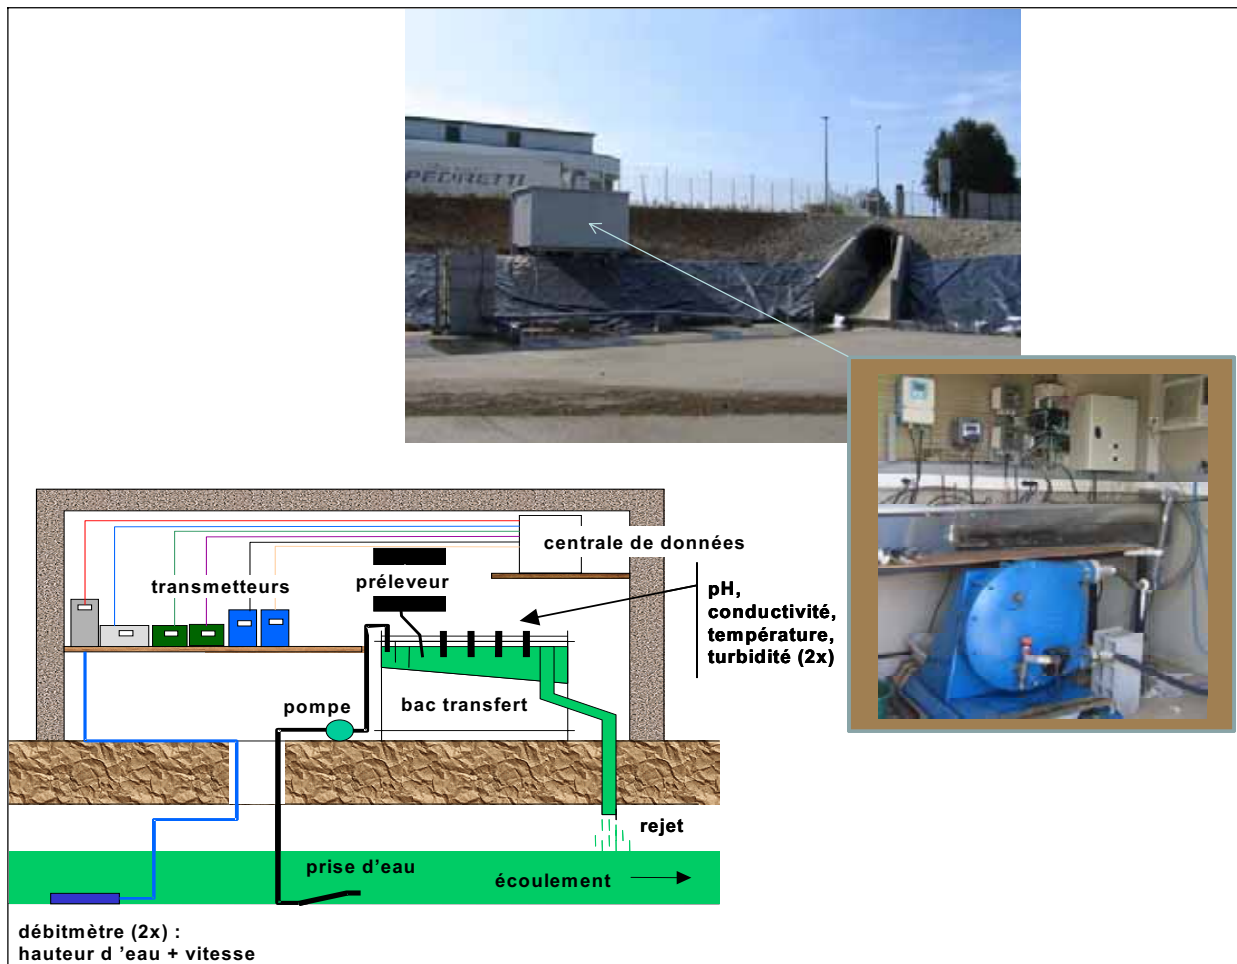 PEDRETTI
centrale de données
transmetteurs
préleveur
pH,
conductivité,
température,
turbidité (2x)
pompe
bac transfert
rejet
prise d'eau
écoulement
débitmètre (2x) :
hauteur d 'eau + vitesse